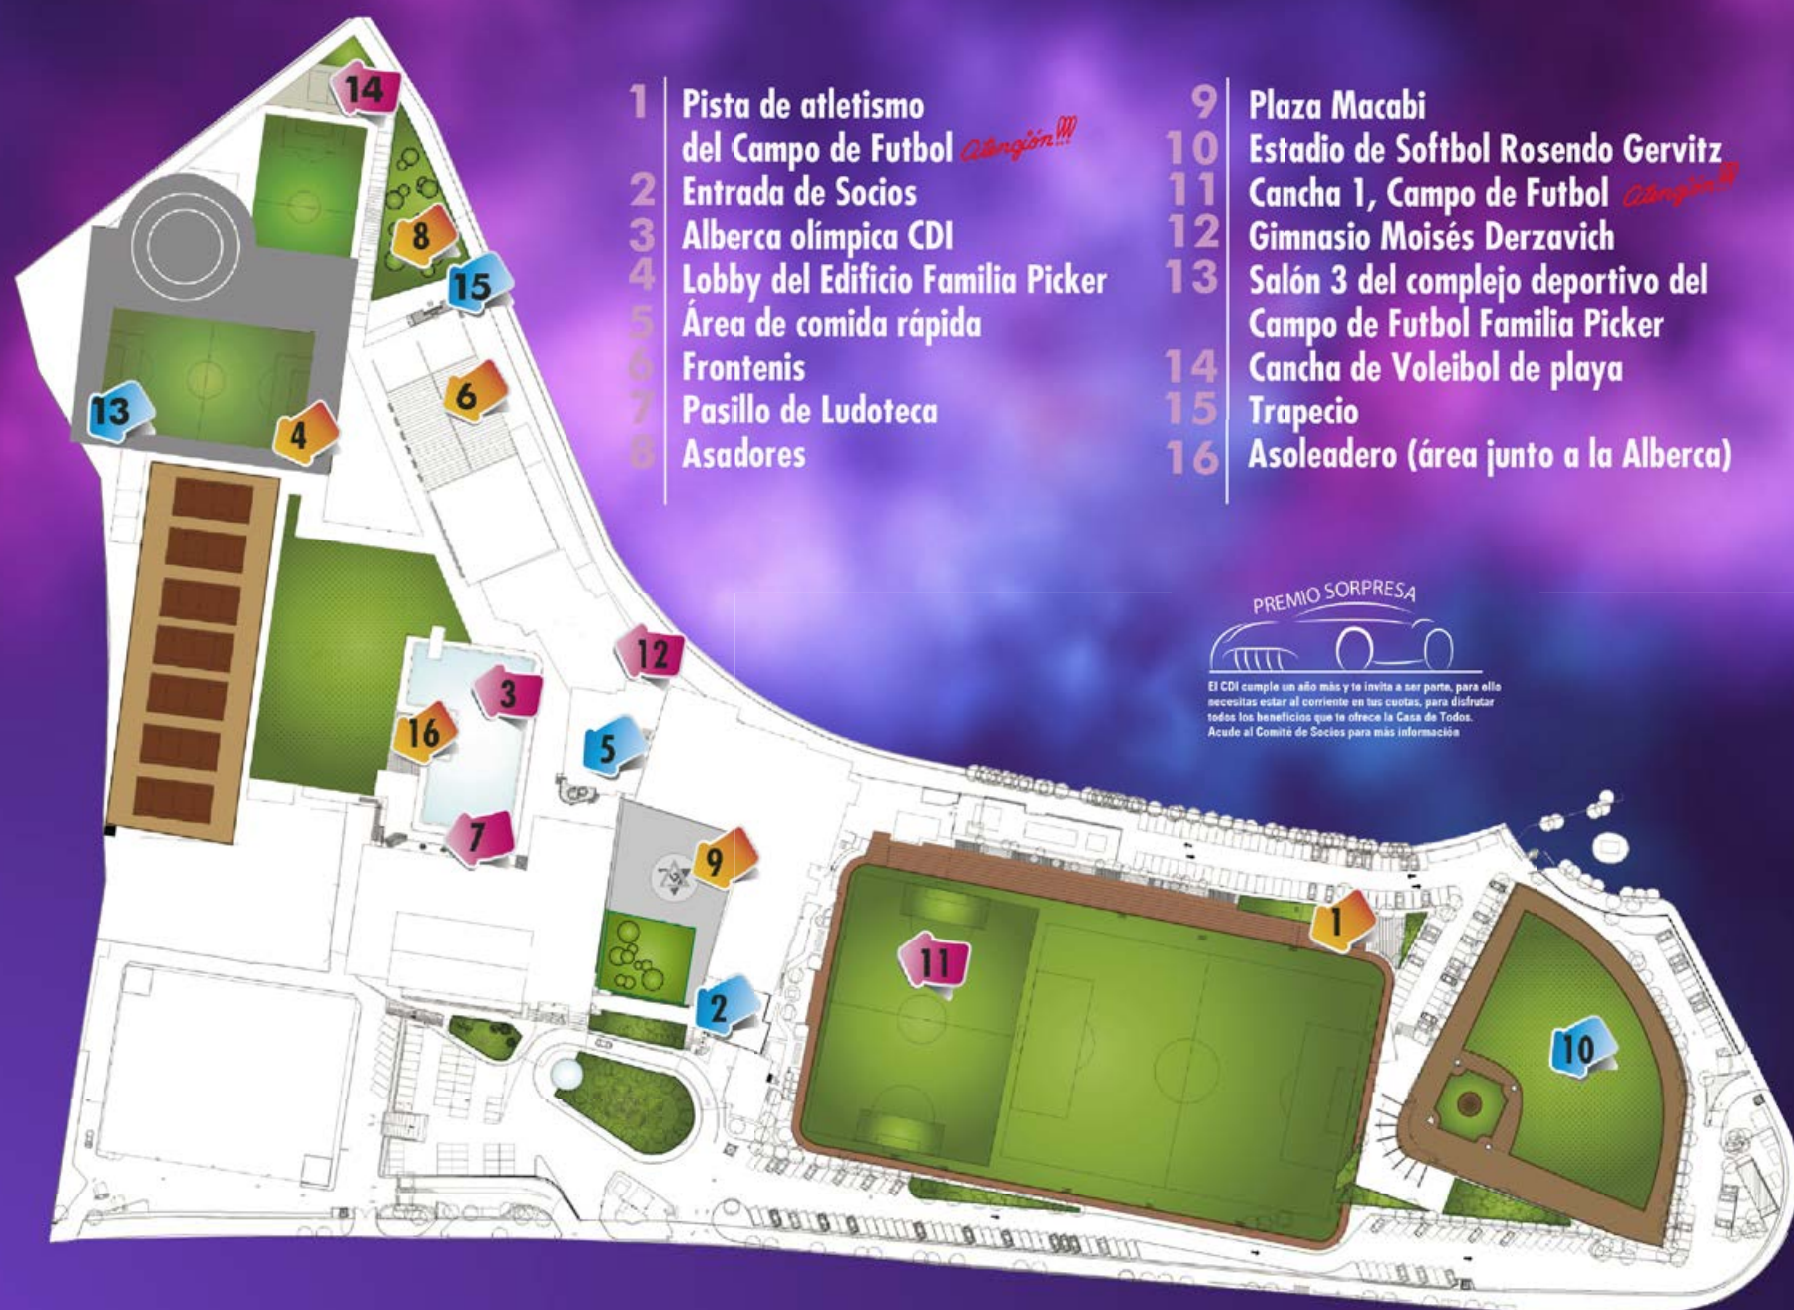 1 Pista de atletismo
del Campo de Futbol Atención!!!
2 Entrada de Socios
3 Alberca olímpica CDI
4 Lobby del Edificio Familia Picker
5 Área de comida rápida
6 Frontenis
7 Pasillo de Ludoteca
8 Asadores
9 Plaza Macabi
10 Estadio de Softbol Rosendo Gervitz
11 Cancha 1, Campo de Futbol Atención!!!
12 Gimnasio Moisés Derzavich
13 Salón 3 del complejo deportivo del
Campo de Futbol Familia Picker
14 Cancha de Voleibol de playa
15 Trapecio
16 Asoleadero (área junto a la Alberca)
PREMIO SORPRESA
El CDI cumple un año más y te invita a ser parte, para ello
necesitas estar al corriente en tus cuotas, para disfrutar
todos los beneficios que te ofrece la Casa de Todos.
Acude al Comité de Socios para más información
14
8
15
6
13
4
12
3
16
5
7
9
11
1
2
10